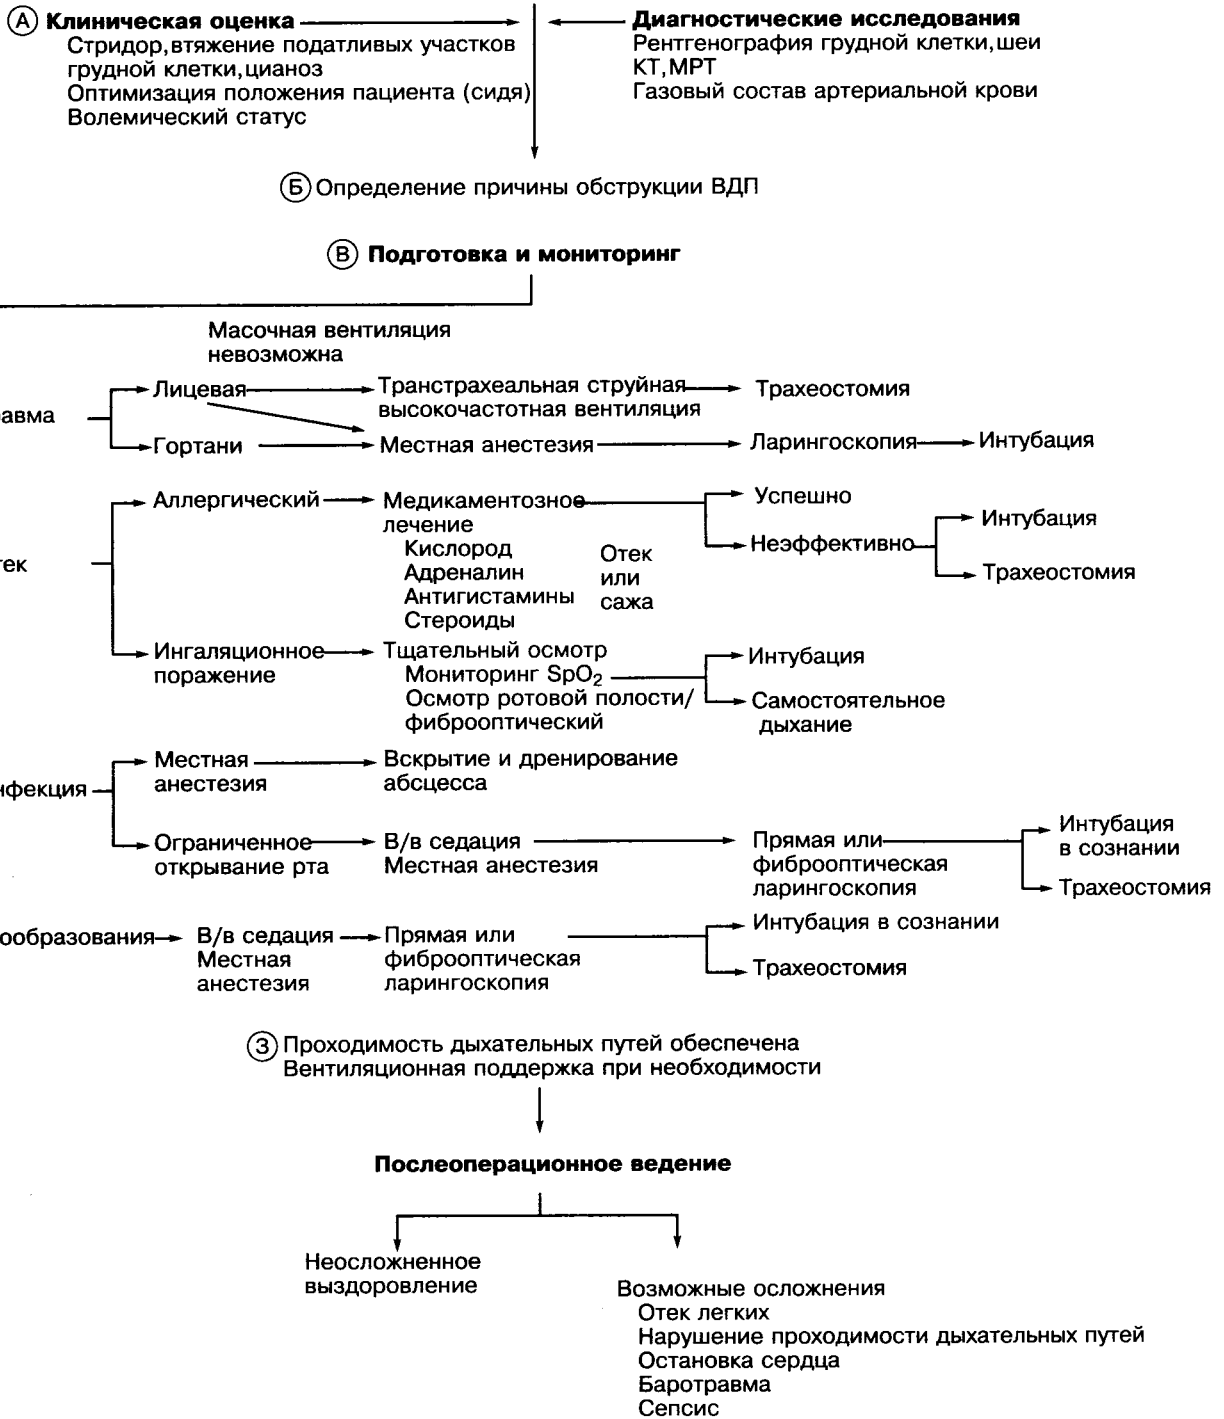 А Клиническая оценка
Стридор, втяжение податливых участков
грудной клетки, цианоз
Оптимизация положения пациента (сидя)
Волемический статус
Диагностические исследования
Рентгенография грудной клетки, шеи
КТ, МРТ
Газовый состав артериальной крови
Б Определение причины обструкции ВДП
В Подготовка и мониторинг
Масочная вентиляция
невозможна
авма
Лицевая
Транстрахеальная струйная
высокочастотная вентиляция
Трахеостомия
Гортани
Местная анестезия
Ларингоскопия
Интубация
тек
Аллергический
Медикаментозное
лечение
Кислород
Адреналин
Антигистамины
Стероиды
Отек
или
сажа
Успешно
Неэффективно
Интубация
Трахеостомия
Ингаляционное
поражение
Тщательный осмотр
Мониторинг SpO₂
Осмотр ротовой полости/
фиброоптический
Интубация
Самостоятельное
дыхание
нфекция
Местная
анестезия
Вскрытие и дренирование
абсцесса
Ограниченное
открывание рта
В/в седация
Местная анестезия
Прямая или
фиброоптическая
ларингоскопия
Интубация
в сознании
Трахеостомия
ообразования
В/в седация
Местная
анестезия
Прямая или
фиброоптическая
ларингоскопия
Интубация в сознании
Трахеостомия
З Проходимость дыхательных путей обеспечена
Вентиляционная поддержка при необходимости
Послеоперационное ведение
Неосложненное
выздоровление
Возможные осложнения
Отек легких
Нарушение проходимости дыхательных путей
Остановка сердца
Баротравма
Сепсис